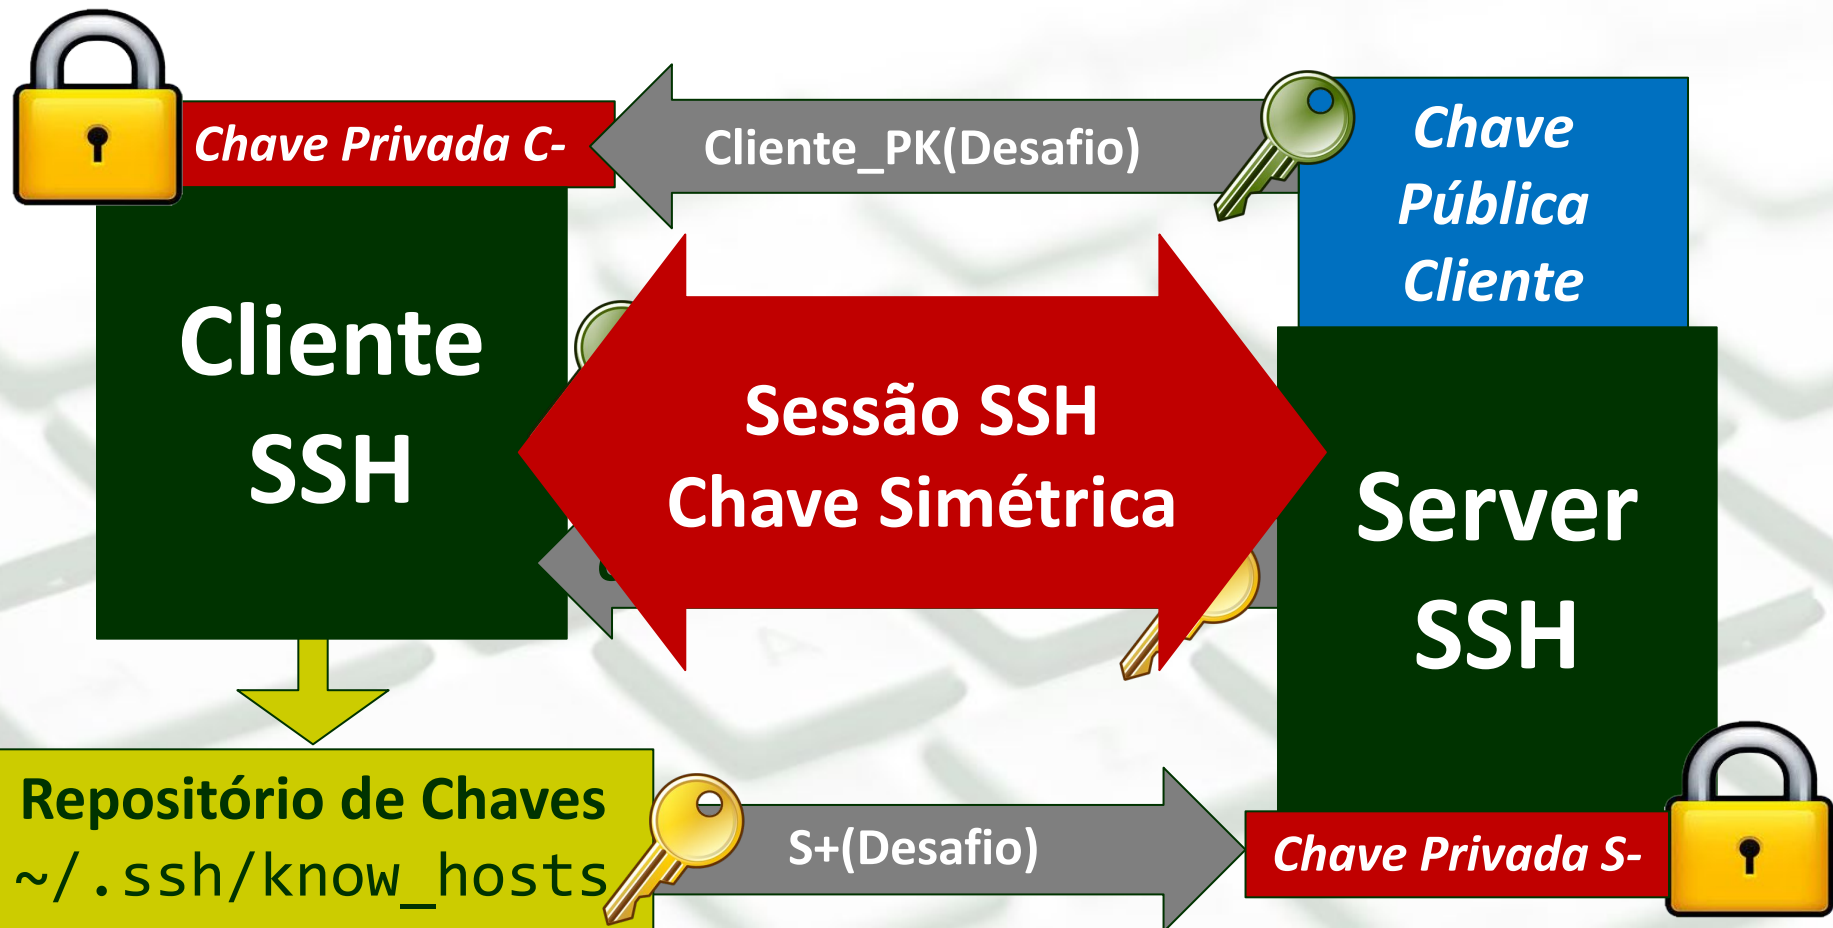 Chave Privada C-
Cliente_PK(Desafio)
Chave
Pública
Cliente
Cliente
SSH
Sessão SSH
Chave Simétrica
Server
SSH
Repositório de Chaves
~/.ssh/know_hosts
S+(Desafio)
Chave Privada S-